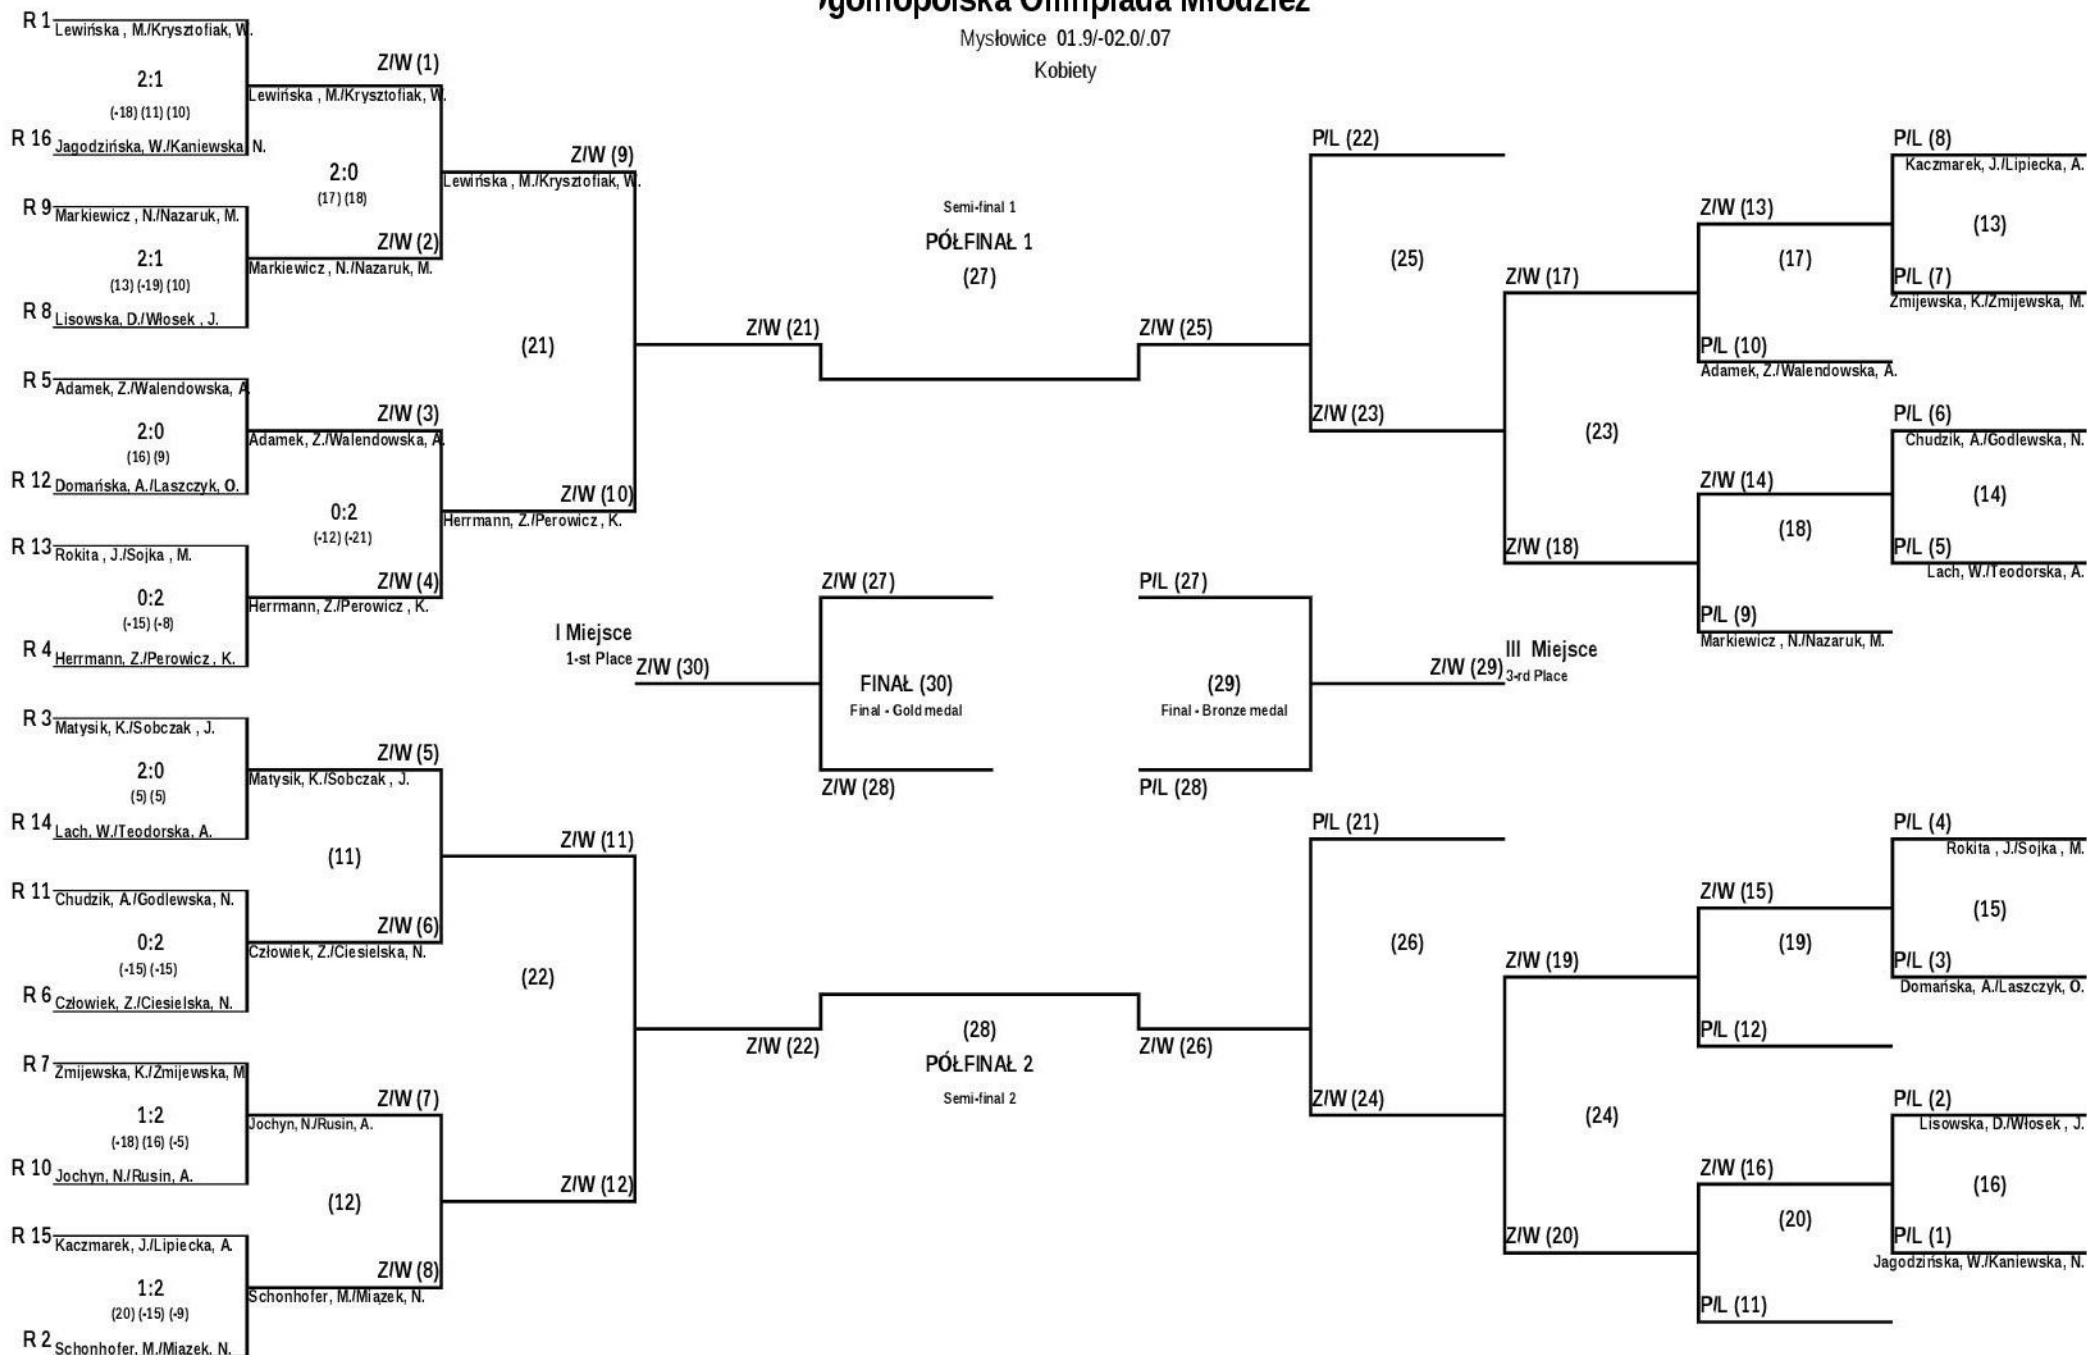 Ogólnopolska Olimpiada Młodzież
Mysłowice 01.9/-02.0/.07
Kobiety
R 1
Lewińska , M./Krysztofiak, W.
2:1
(-18) (11) (10)
R 16
Jagodzińska, W./Kaniewska, N.
Z/W (1)
Lewińska , M./Krysztofiak, W.
2:0
(17) (18)
R 9
Markiewicz , N./Nazaruk, M.
2:1
(13) (-19) (10)
R 8
Lisowska, D./Włosek , J.
Z/W (2)
Markiewicz , N./Nazaruk, M.
Z/W (9)
Lewińska , M./Krysztofiak, W.
(21)
R 5
Adamek, Z./Walendowska, A.
2:0
(16) (9)
R 12
Domańska, A./Laszczyk, O.
Z/W (3)
Adamek, Z./Walendowska, A.
0:2
(-12) (-21)
R 13
Rokita , J./Sojka , M.
0:2
(-15) (-8)
R 4
Herrmann, Z./Perowicz , K.
Z/W (4)
Herrmann, Z./Perowicz , K.
Z/W (10)
Herrmann, Z./Perowicz , K.
Z/W (21)
Semi-final 1
PÓŁFINAŁ 1
(27)
Z/W (25)
P/L (22)
(25)
Z/W (23)
Z/W (17)
(23)
Z/W (18)
Z/W (13)
(17)
P/L (10)
Adamek, Z./Walendowska, A.
P/L (8)
Kaczmarek, J./Lipiecka, A.
(13)
P/L (7)
Żmijewska, K./Żmijewska, M.
P/L (6)
Chudzik, A./Godlewska, N.
(14)
P/L (5)
Lach, W./Teodorska, A.
Z/W (14)
(18)
P/L (9)
Markiewicz , N./Nazaruk, M.
I Miejsce
1-st Place
Z/W (30)
Z/W (27)
FINAŁ (30)
Final - Gold medal
Z/W (28)
P/L (27)
(29)
Final - Bronze medal
P/L (28)
Z/W (29)
III Miejsce
3-rd Place
R 3
Matysik, K./Sobczak , J.
2:0
(5) (5)
R 14
Lach, W./Teodorska, A.
Z/W (5)
Matysik, K./Sobczak , J.
(11)
R 11
Chudzik, A./Godlewska, N.
0:2
(-15) (-15)
R 6
Człowiek, Z./Ciesielska, N.
Z/W (6)
Człowiek, Z./Ciesielska, N.
Z/W (11)
(22)
R 7
Żmijewska, K./Żmijewska, M
1:2
(-18) (16) (-5)
R 10
Jochyn, N./Rusin, A.
Z/W (7)
Jochyn, N./Rusin, A.
(12)
R 15
Kaczmarek, J./Lipiecka, A.
1:2
(20) (-15) (-9)
R 2
Schonhofer, M./Miązek, N.
Z/W (8)
Schonhofer, M./Miązek, N.
Z/W (12)
Z/W (22)
(28)
PÓŁFINAŁ 2
Semi-final 2
Z/W (26)
P/L (21)
(26)
Z/W (24)
Z/W (19)
(24)
Z/W (20)
Z/W (15)
(19)
P/L (12)
P/L (4)
Rokita , J./Sojka , M.
(15)
P/L (3)
Domańska, A./Laszczyk, O.
P/L (2)
Lisowska, D./Włosek , J.
(16)
P/L (1)
Jagodzińska, W./Kaniewska, N.
Z/W (16)
(20)
P/L (11)